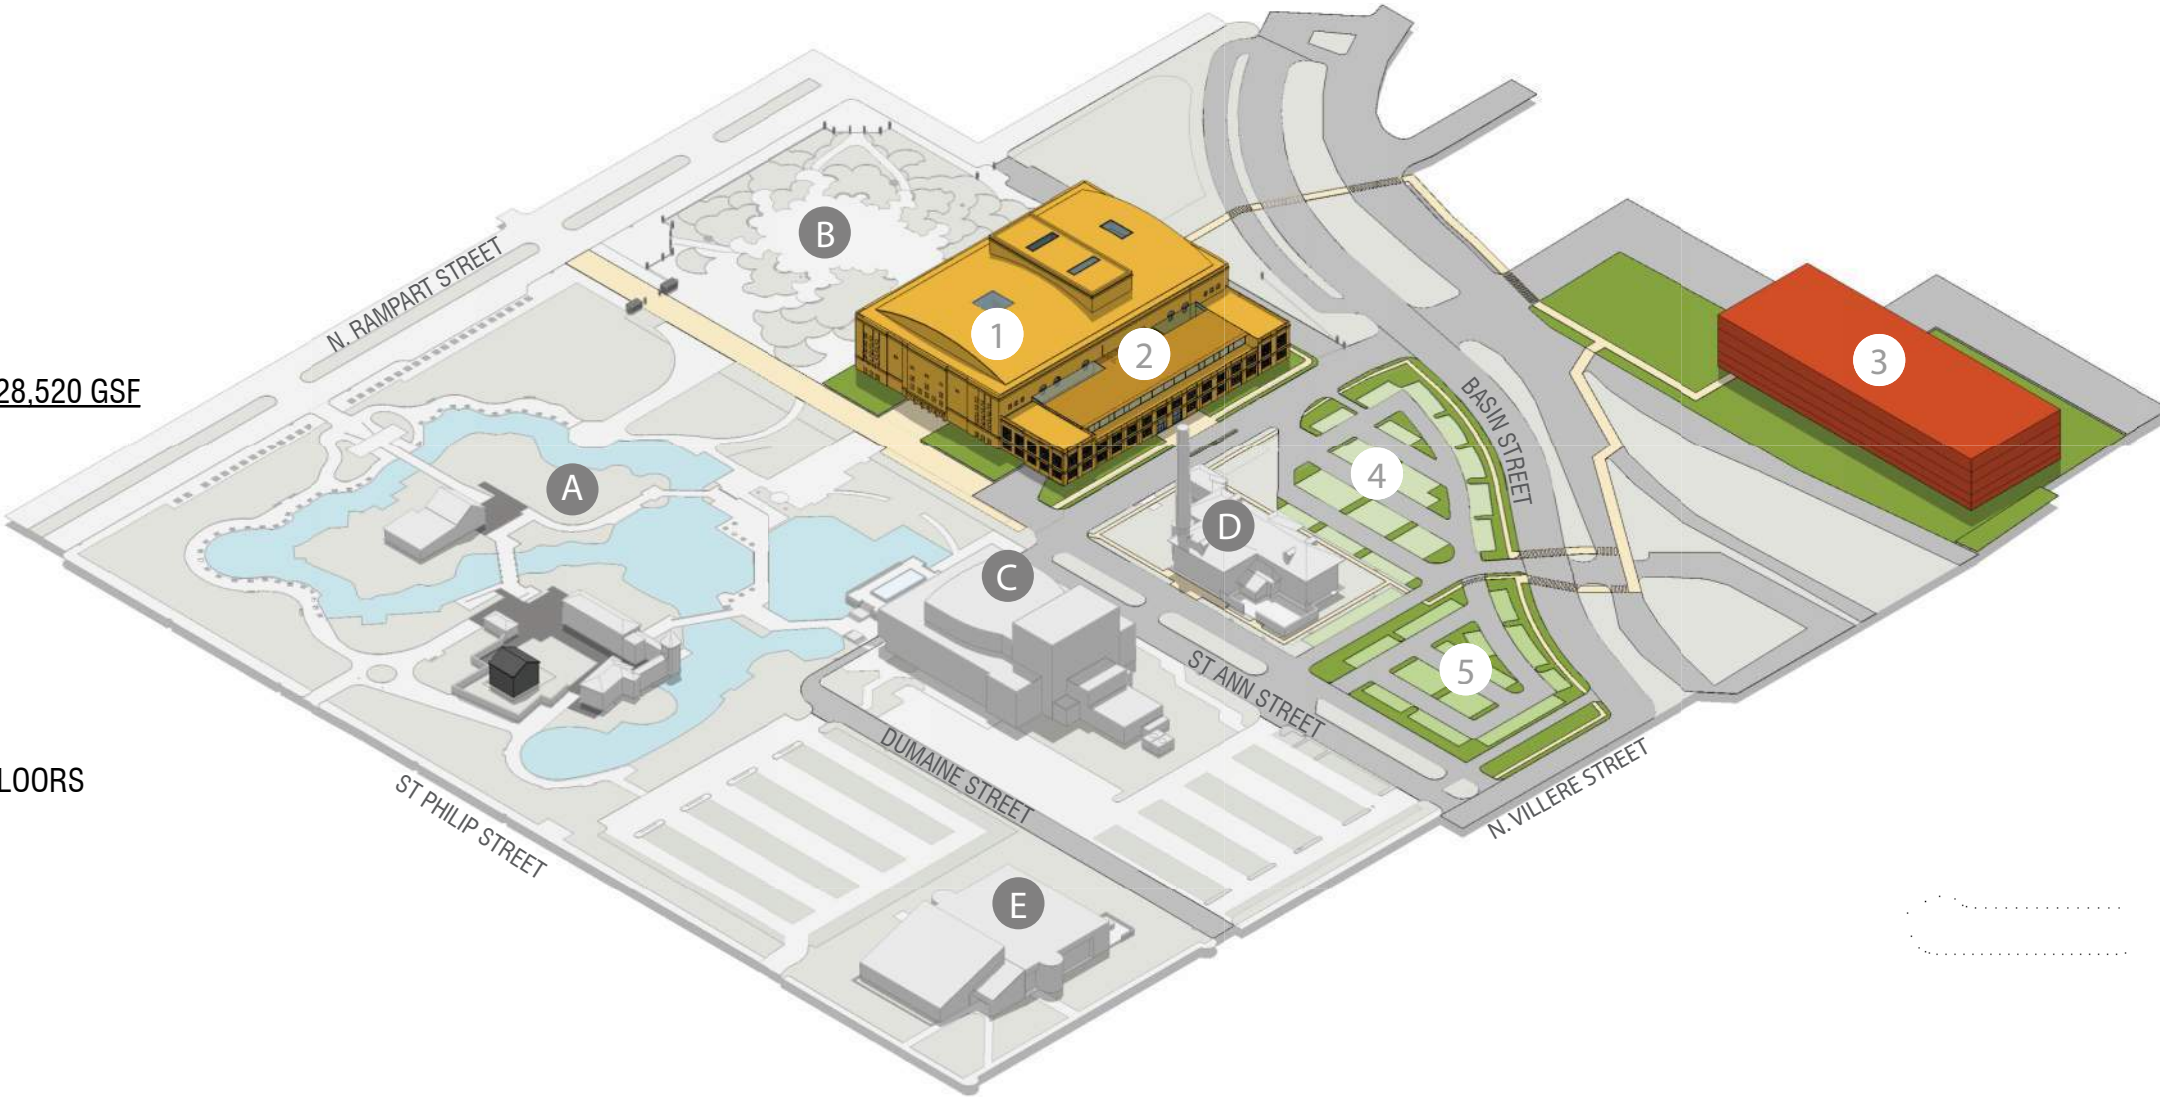 B
N. RAMPART STREET
1
2
3
28,520 GSF
BASIN STREET
4
A
D
C
5
ST ANN STREET
DUMAINE STREET
N. VILLERE STREET
LOORS
ST PHILIP STREET
E